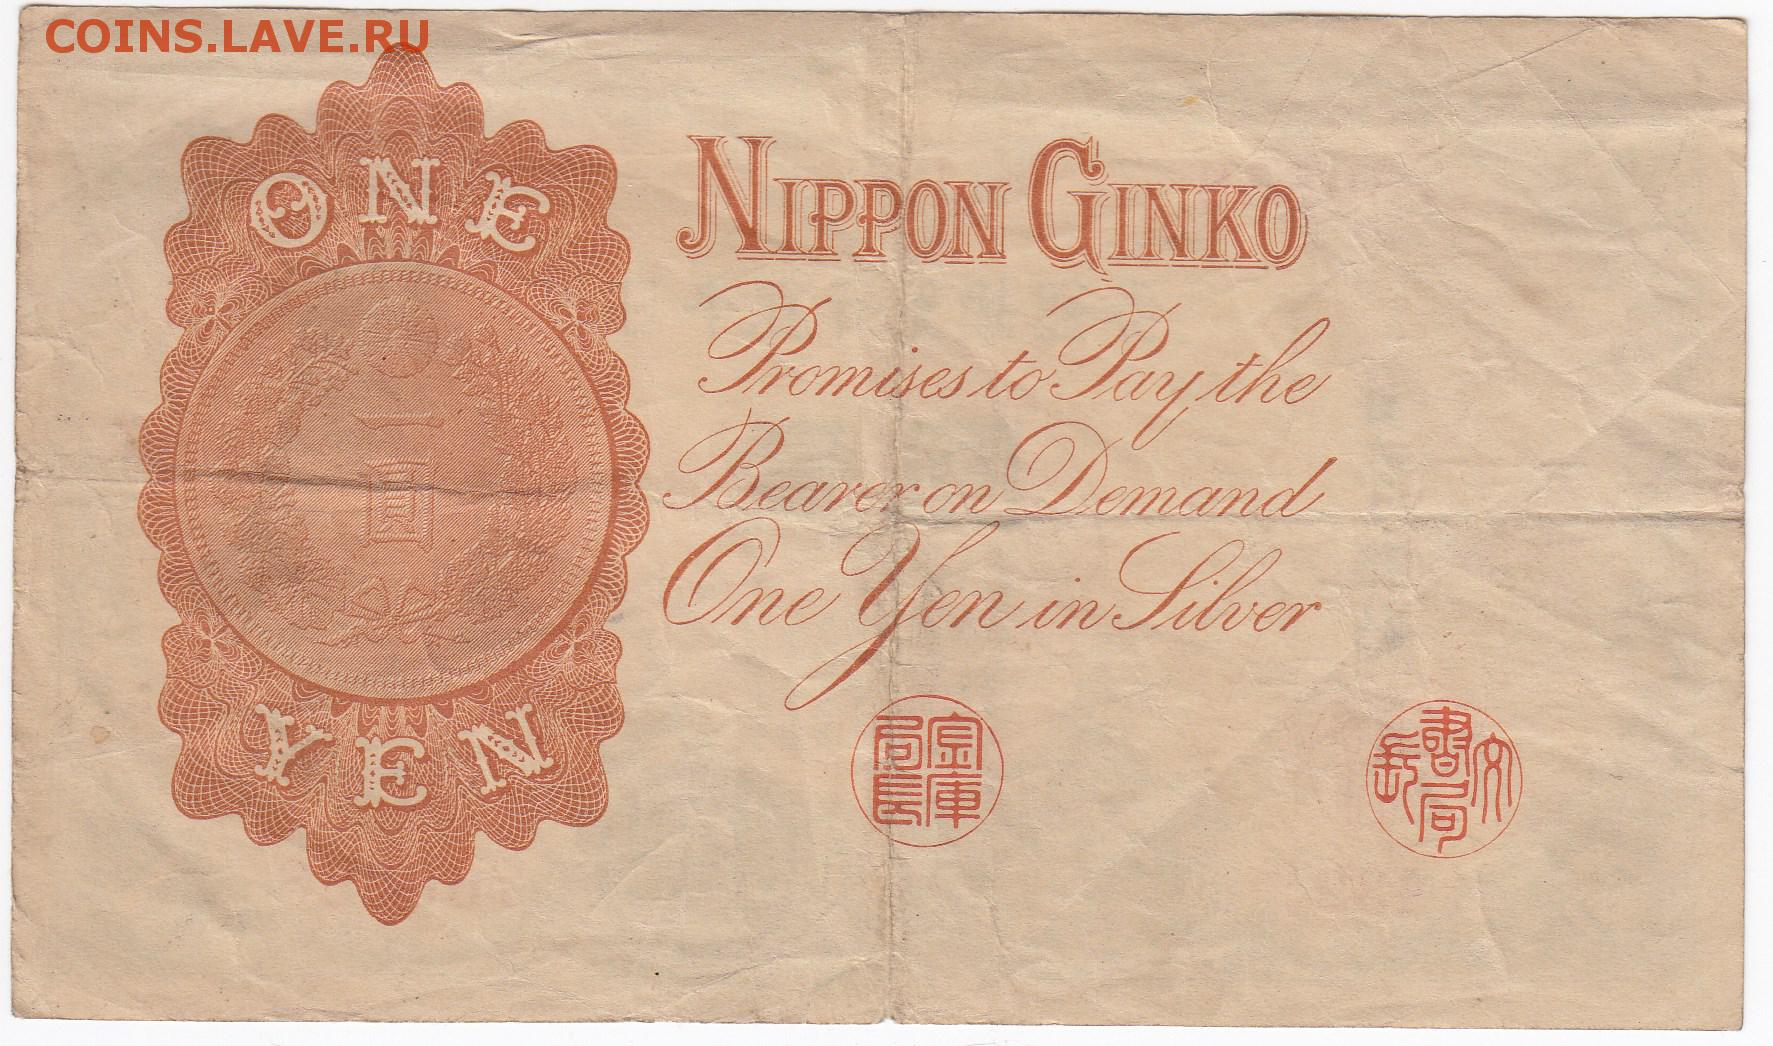 COINS.LAVE.RU
ONE
一圓
YEN
NIPPON GINKO
Promises to Pay the
Bearer on Demand
One Yen in Silver
金庫局長
文書局長